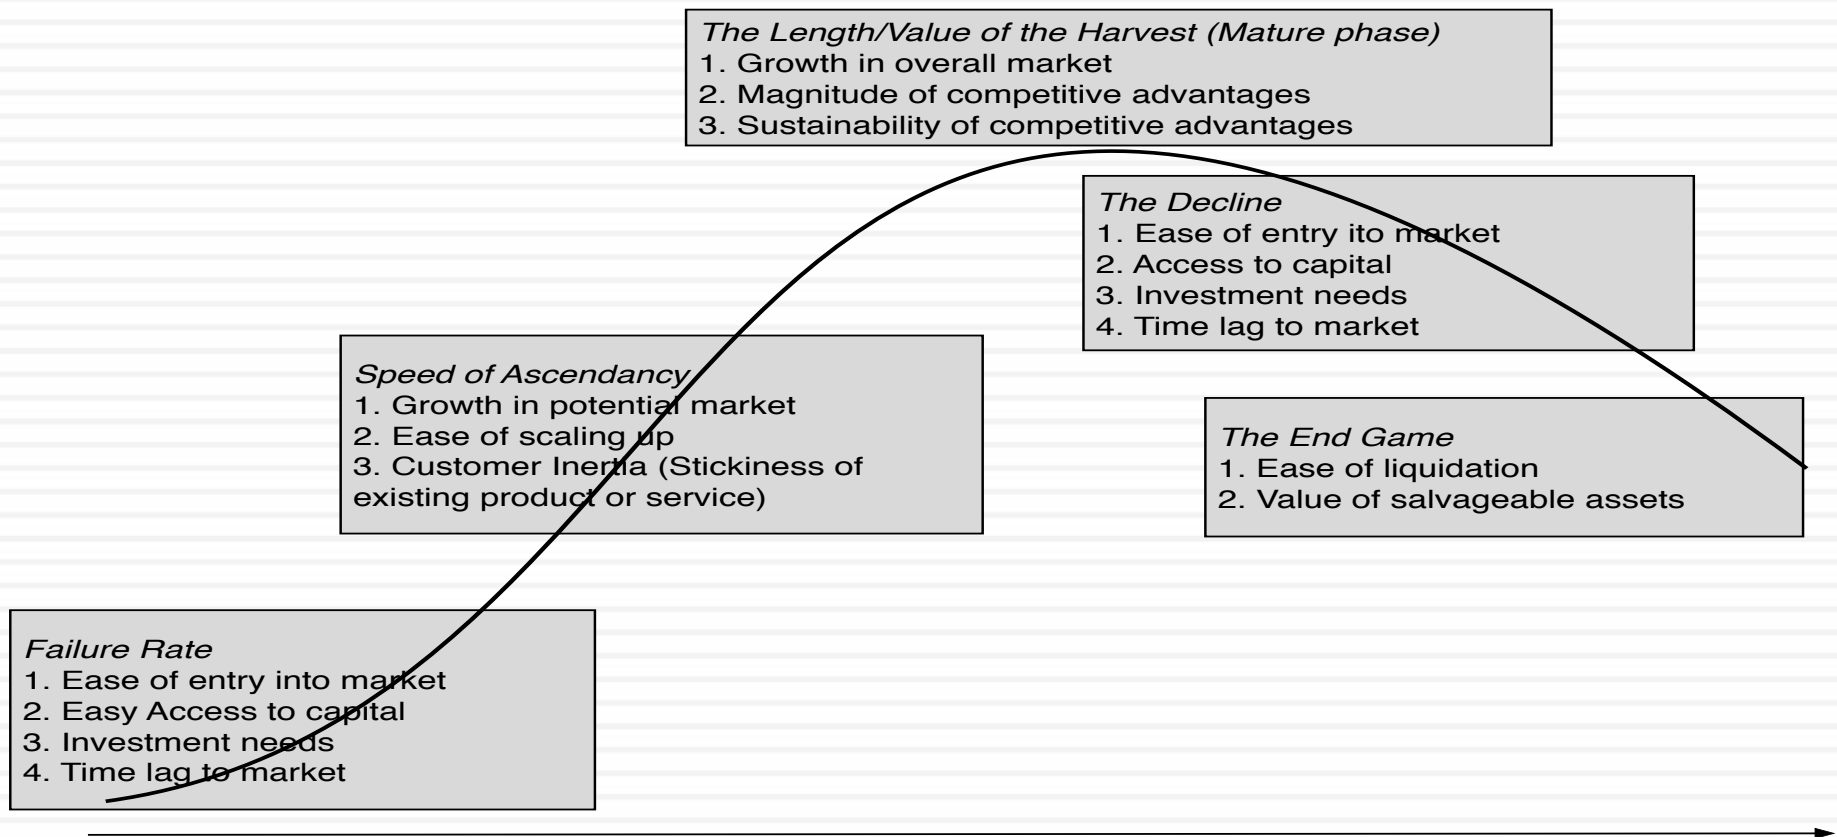 The Length/Value of the Harvest (Mature phase)
1. Growth in overall market
2. Magnitude of competitive advantages
3. Sustainability of competitive advantages
The Decline
1. Ease of entry ito market
2. Access to capital
3. Investment needs
4. Time lag to market
Speed of Ascendancy
1. Growth in potential market
2. Ease of scaling up
3. Customer Inertia (Stickiness of
existing product or service)
The End Game
1. Ease of liquidation
2. Value of salvageable assets
Failure Rate
1. Ease of entry into market
2. Easy Access to capital
3. Investment needs
4. Time lag to market